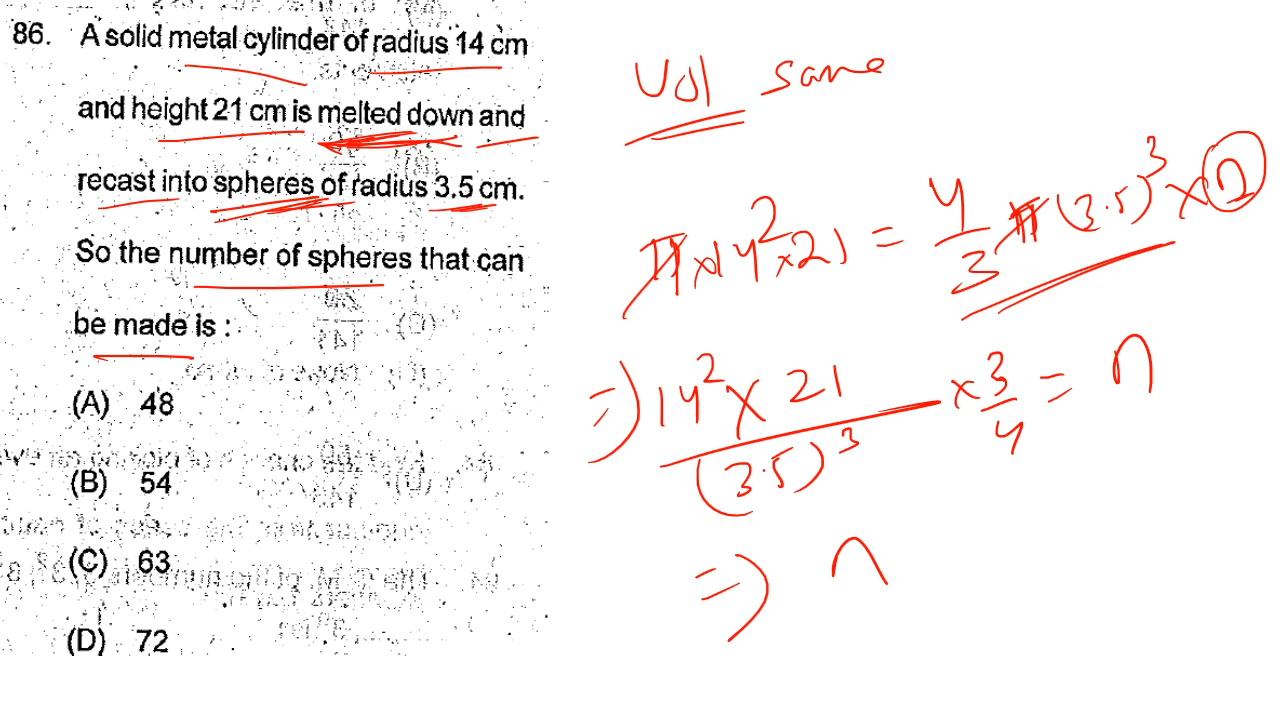 86. A solid metal cylinder of radius 14 cm
and height 21 cm is melted down and
recast into spheres of radius 3.5 cm.
So the number of spheres that can
be made is :
(A) 48
(B) 54
(C) 63
(D) 72
Vol same
π×14²×21 = 4/3 π(3.5)³×n
⇒ 14²×21/(3.5)³ × 3/4 = n
⇒ n